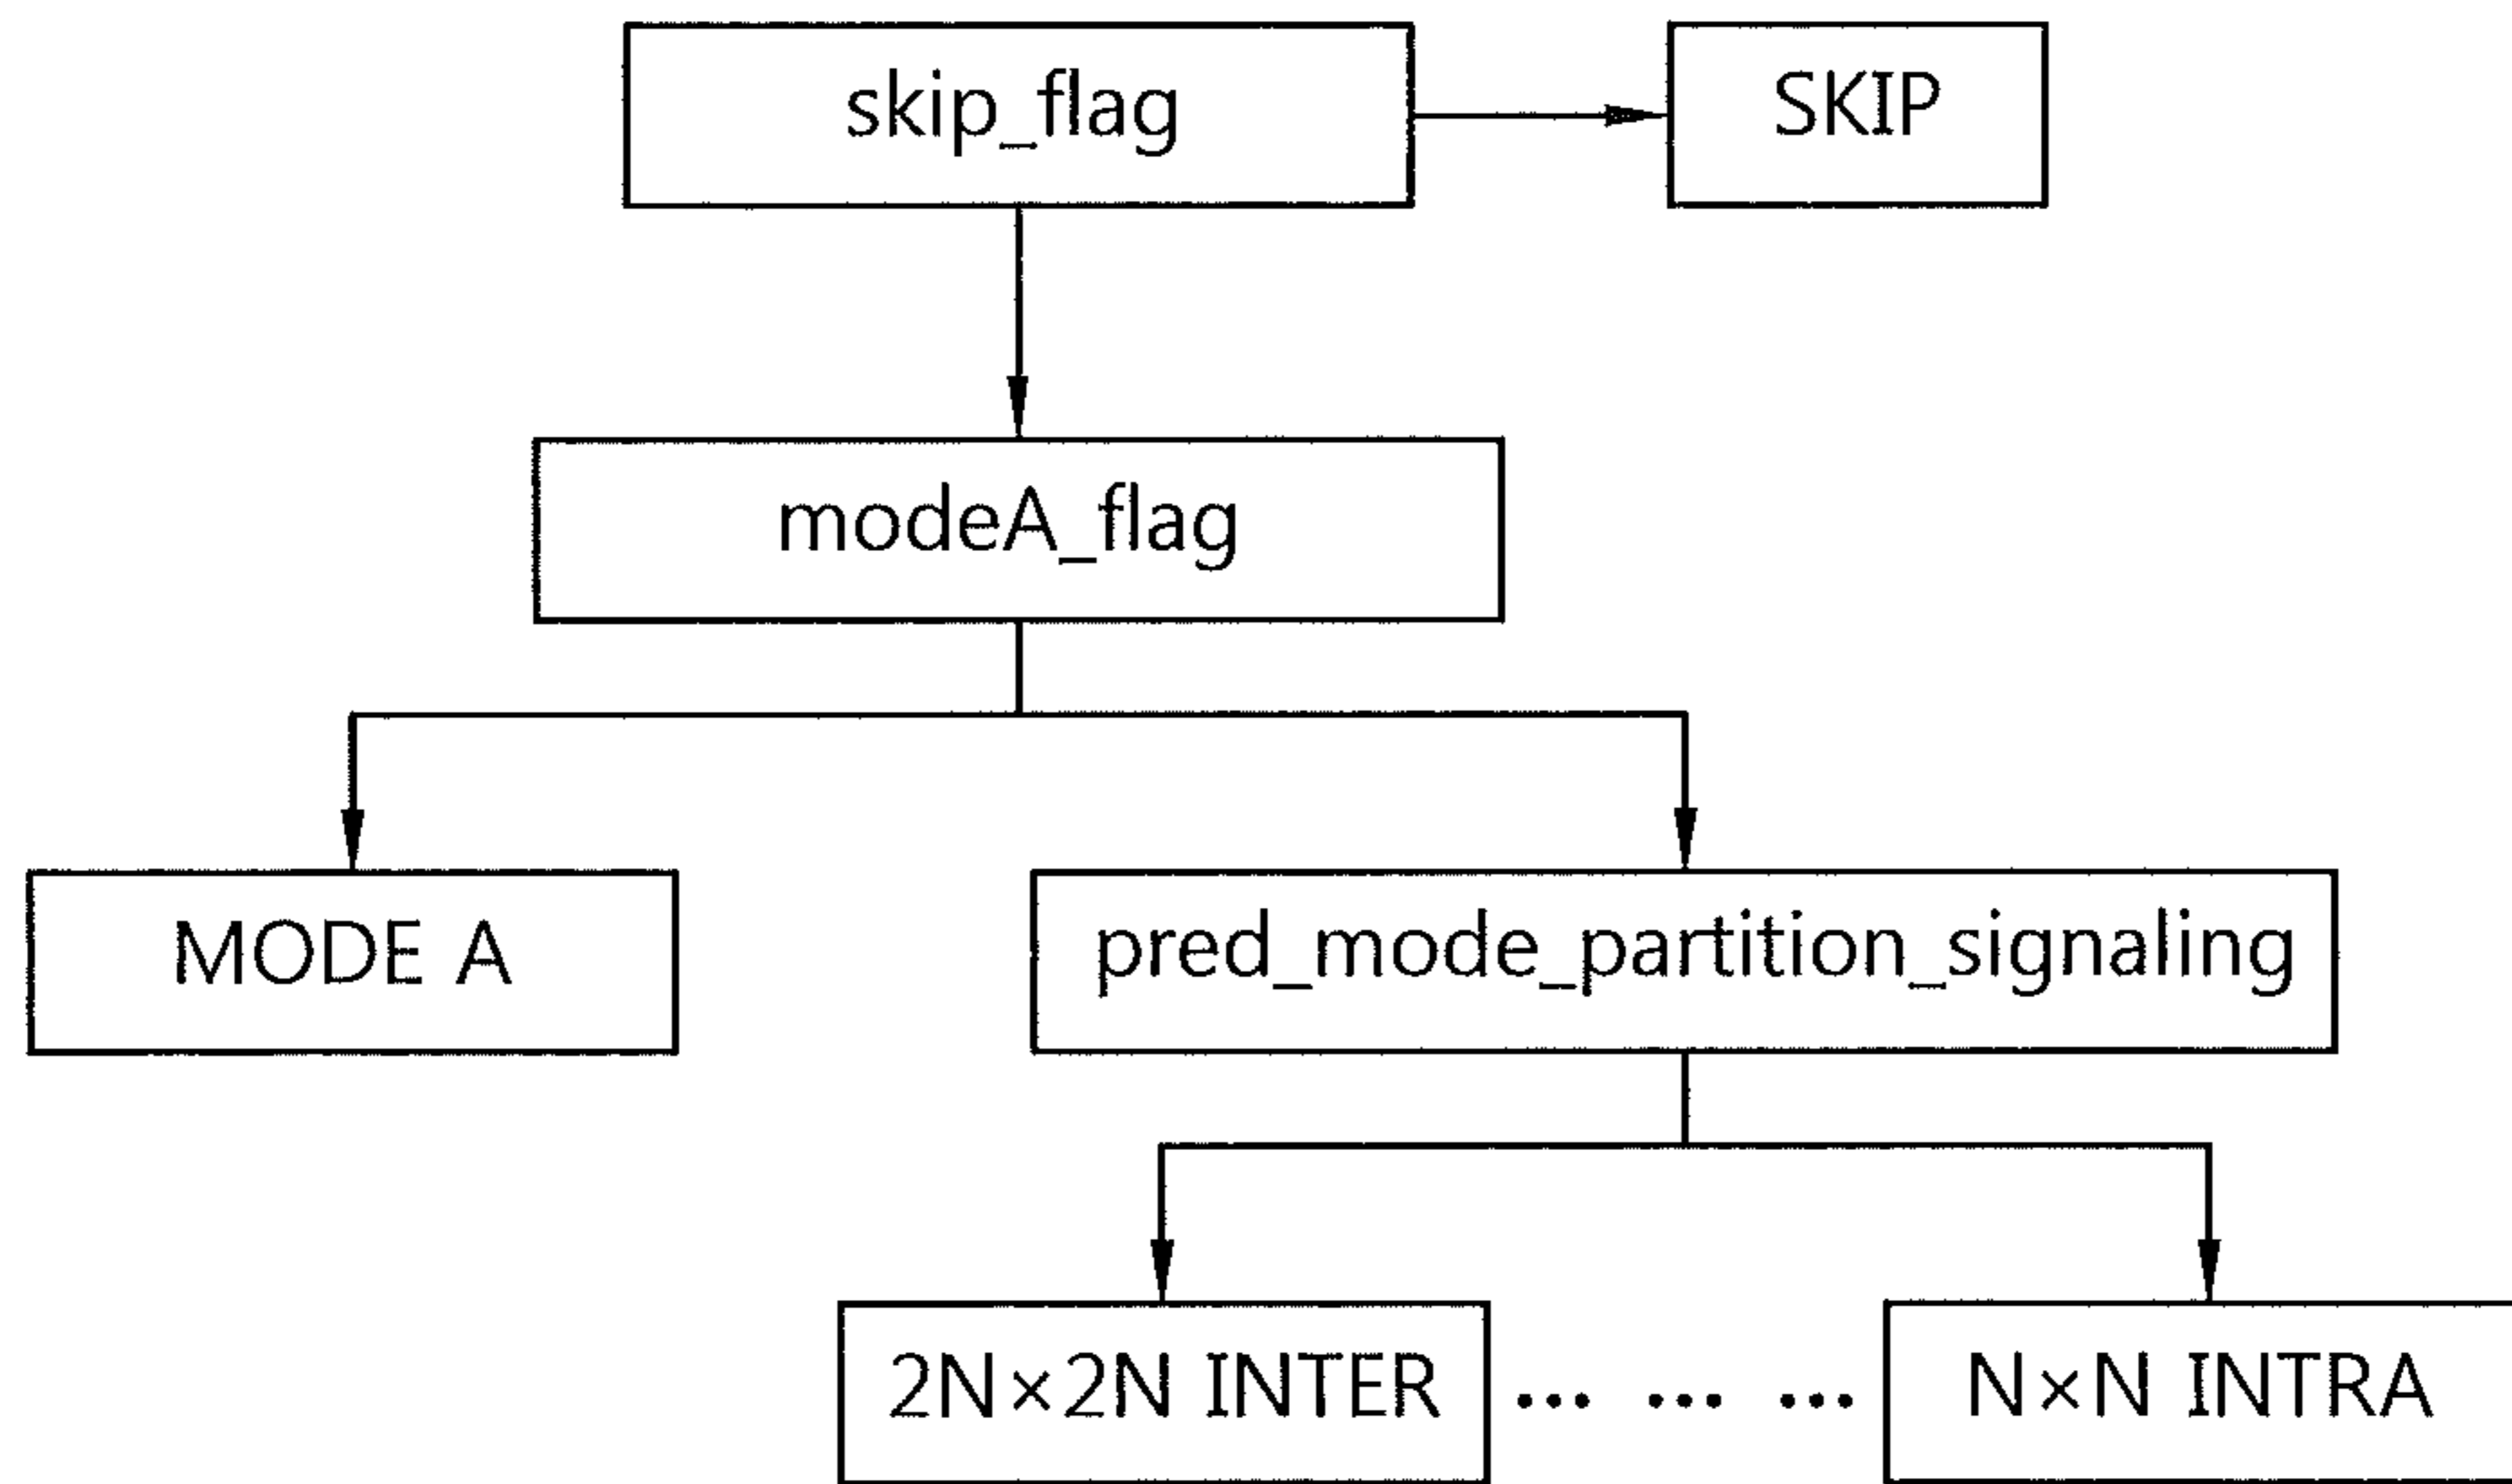 skip_flag
SKIP
modeA_flag
MODE A
pred_mode_partition_signaling
2N×2N INTER
... ... ...
N×N INTRA